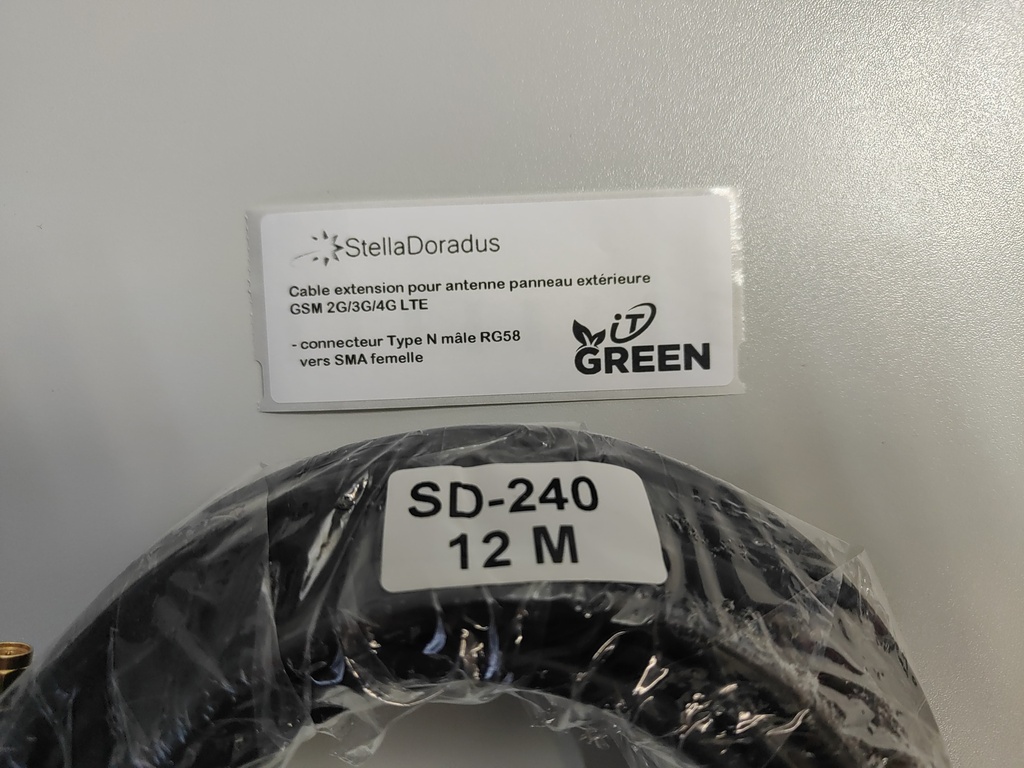 StellaDoradus
Cable extension pour antenne panneau extérieure
GSM 2G/3G/4G LTE
- connecteur Type N mâle RG58
vers SMA femelle
iT
GREEN
SD-240
12 M